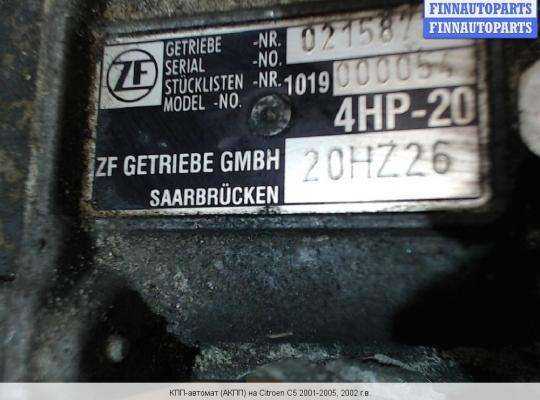 FINNAUTOPARTS
FINNAUTOPARTS
ZF
GETRIEBE -NR.
SERIAL -NO.
STÜCKLISTEN -NR. 1019 000054
MODEL -NO.
4HP-20
ZF GETRIEBE GMBH 20HZ26
SAARBRÜCKEN
КПП-автомат (АКПП) на Citroen C5 2001-2005, 2002 г.в.